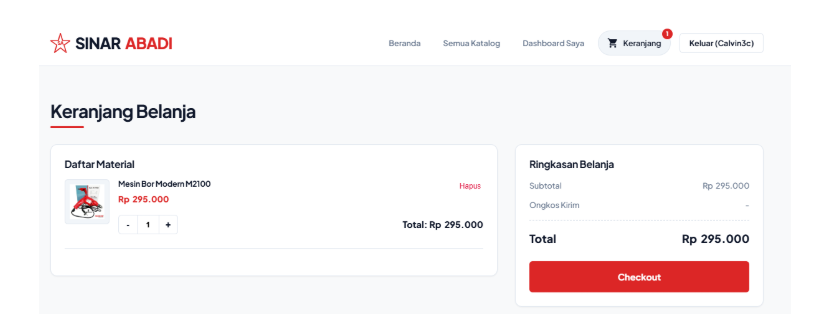 SINAR ABADI
Beranda
Semua Katalog
Dashboard Saya
Keranjang
1
Keluar (Calvin3c)
Keranjang Belanja
Daftar Material
Mesin Bor Modern M2100
Hapus
Rp 295.000
- 1 +
Total: Rp 295.000
Ringkasan Belanja
Subtotal Rp 295.000
Ongkos Kirim -
Total Rp 295.000
Checkout